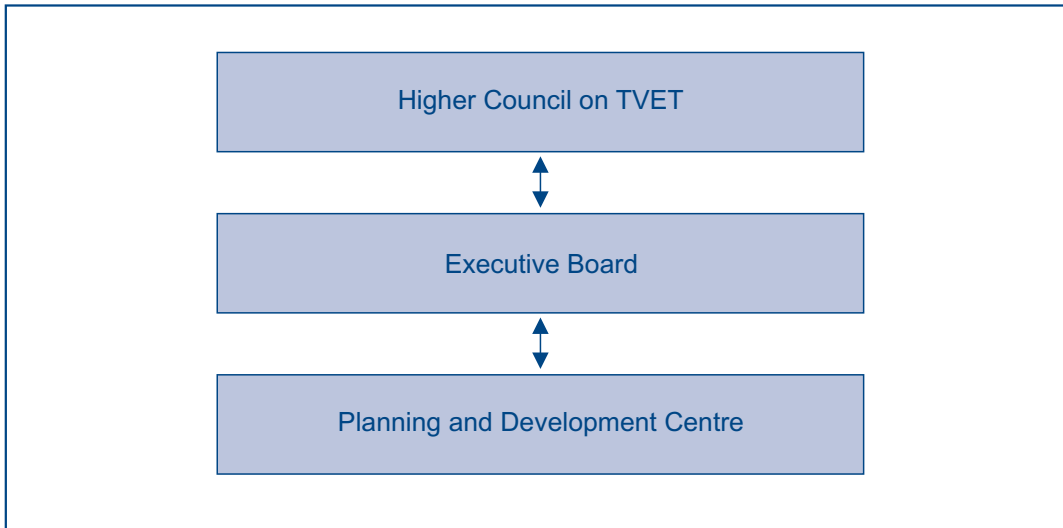 Higher Council on TVET
Executive Board
Planning and Development Centre